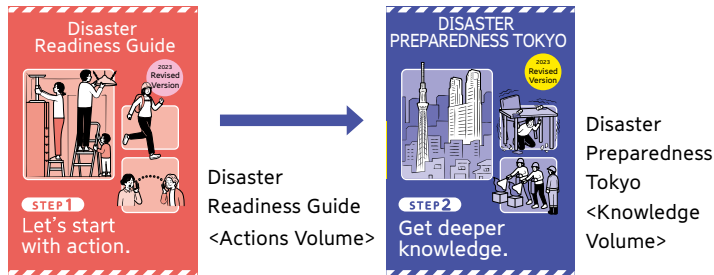 Disaster
Readiness Guide
2023
Revised
Version
STEP1
Let's start
with action.
Disaster
Readiness Guide
<Actions Volume>
DISASTER
PREPAREDNESS TOKYO
2023
Revised
Version
STEP2
Get deeper
knowledge.
Disaster
Preparedness
Tokyo
<Knowledge
Volume>